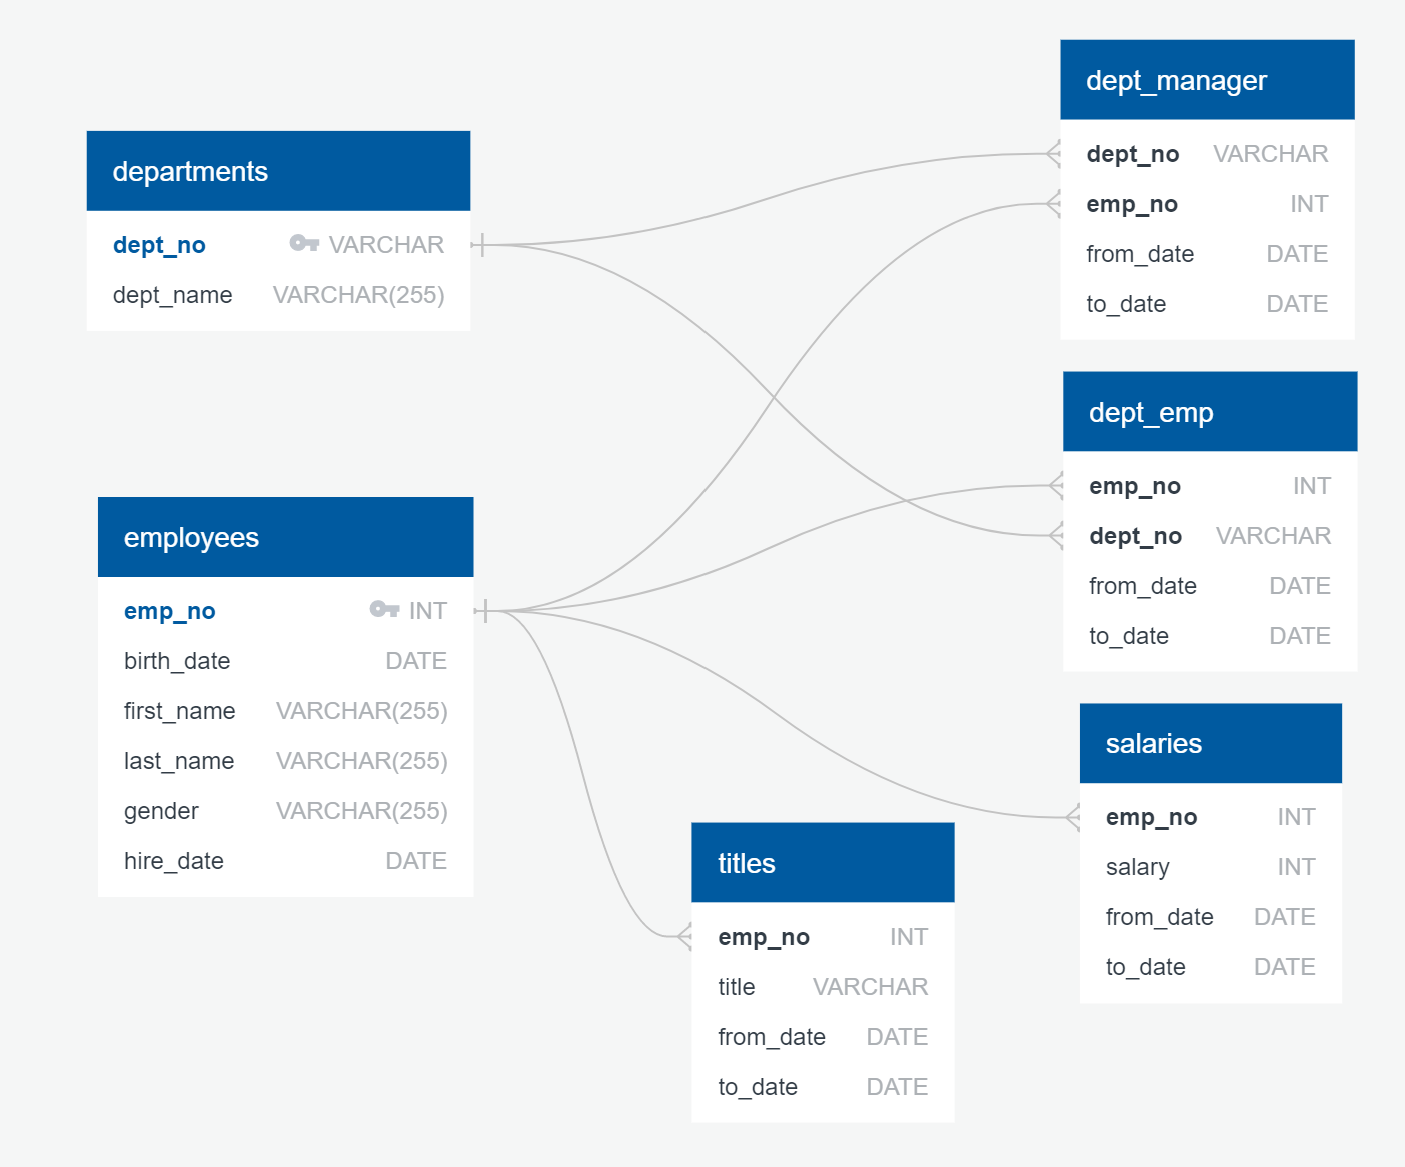 departments
dept_no VARCHAR
dept_name VARCHAR(255)
employees
emp_no INT
birth_date DATE
first_name VARCHAR(255)
last_name VARCHAR(255)
gender VARCHAR(255)
hire_date DATE
dept_manager
dept_no VARCHAR
emp_no INT
from_date DATE
to_date DATE
dept_emp
emp_no INT
dept_no VARCHAR
from_date DATE
to_date DATE
salaries
emp_no INT
salary INT
from_date DATE
to_date DATE
titles
emp_no INT
title VARCHAR
from_date DATE
to_date DATE